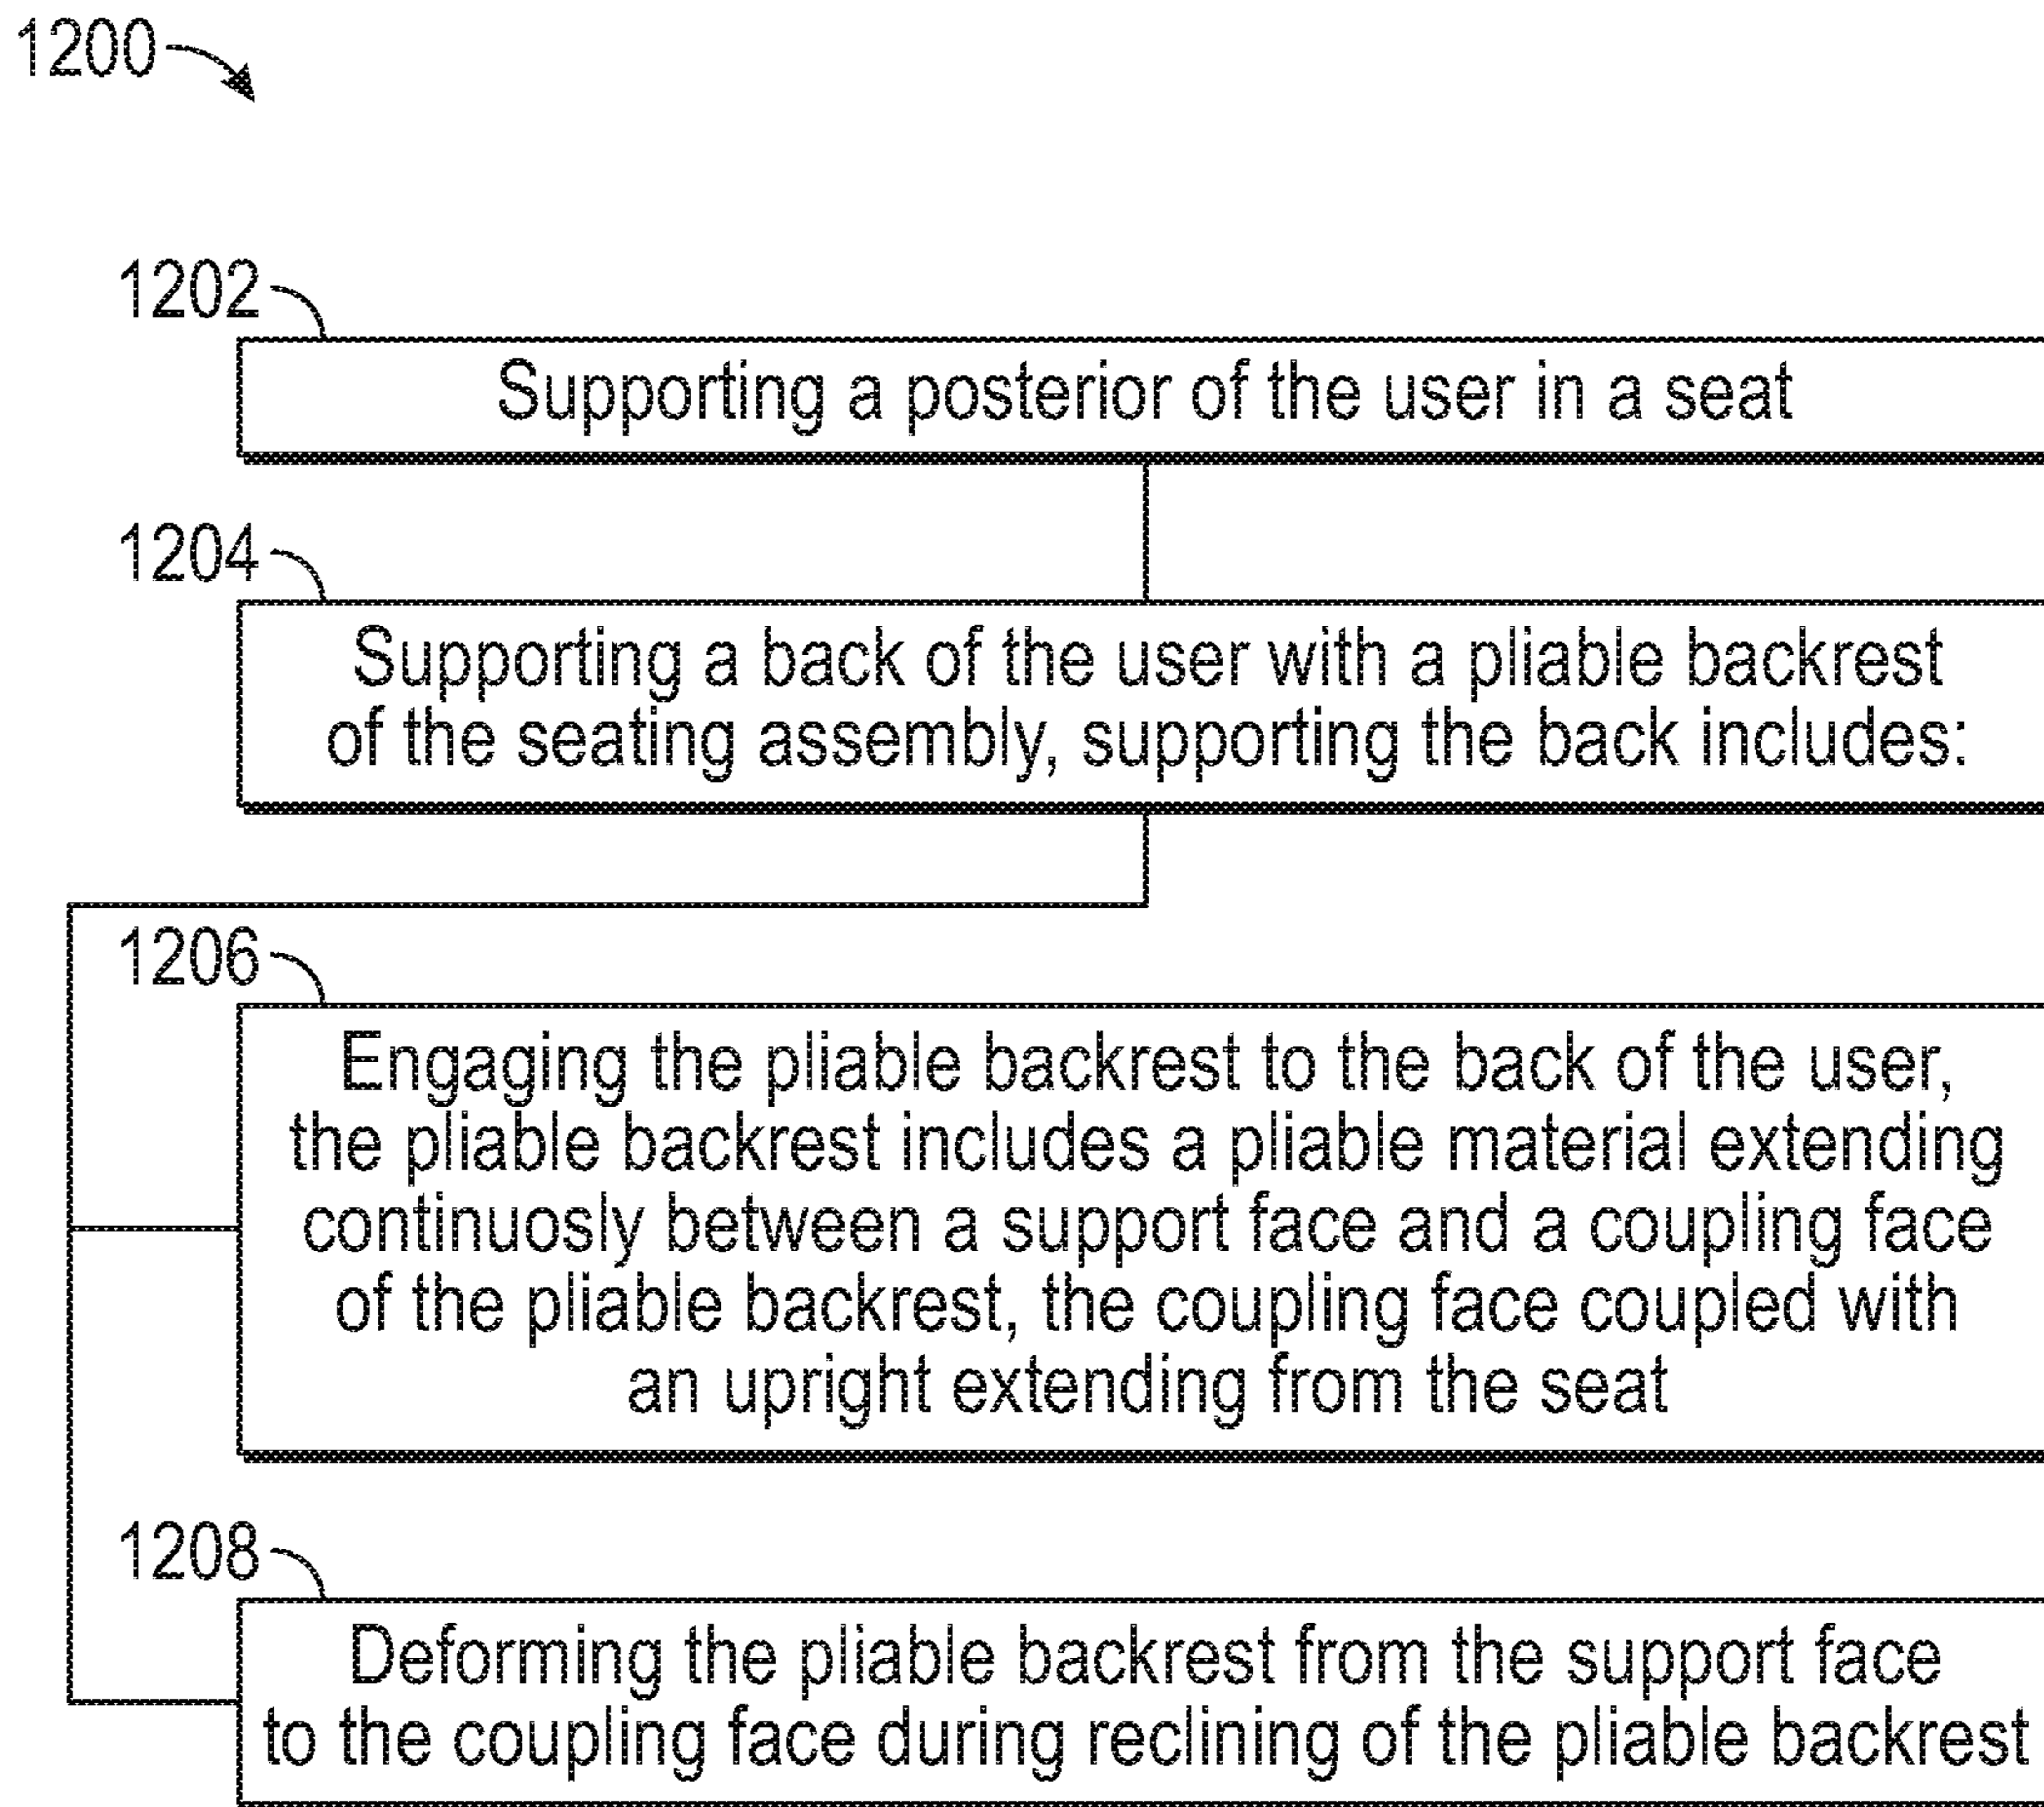 1200
1202
Supporting a posterior of the user in a seat
1204
Supporting a back of the user with a pliable backrest
of the seating assembly, supporting the back includes:
1206
Engaging the pliable backrest to the back of the user,
the pliable backrest includes a pliable material extending
continuosly between a support face and a coupling face
of the pliable backrest, the coupling face coupled with
an upright extending from the seat
1208
Deforming the pliable backrest from the support face
to the coupling face during reclining of the pliable backrest